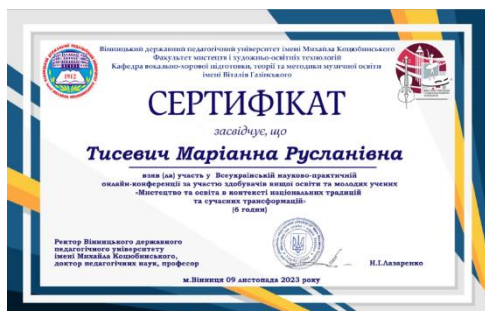 Вінницький державний педагогічний університет імені Михайла Коцюбинського
Факультет мистецтв і художньо-освітніх технологій
Кафедра вокально-хорової підготовки, теорії та методики музичної освіти
імені Віталія Газінського
1912
СЕРТИФІКАТ
засвідчує, що
Тисевич Маріанна Русланівна
взяв (ла) участь у Всеукраїнській науково-практичній
онлайн-конференції за участю здобувачів вищої освіти та молодих учених
«Мистецтво та освіта в контексті національних традицій
та сучасних трансформацій»
(6 годин)
Ректор Вінницького державного
педагогічного університету
імені Михайла Коцюбинського,
доктор педагогічних наук, професор
Н.І.Лазаренко
м.Вінниця 09 листопада 2023 року